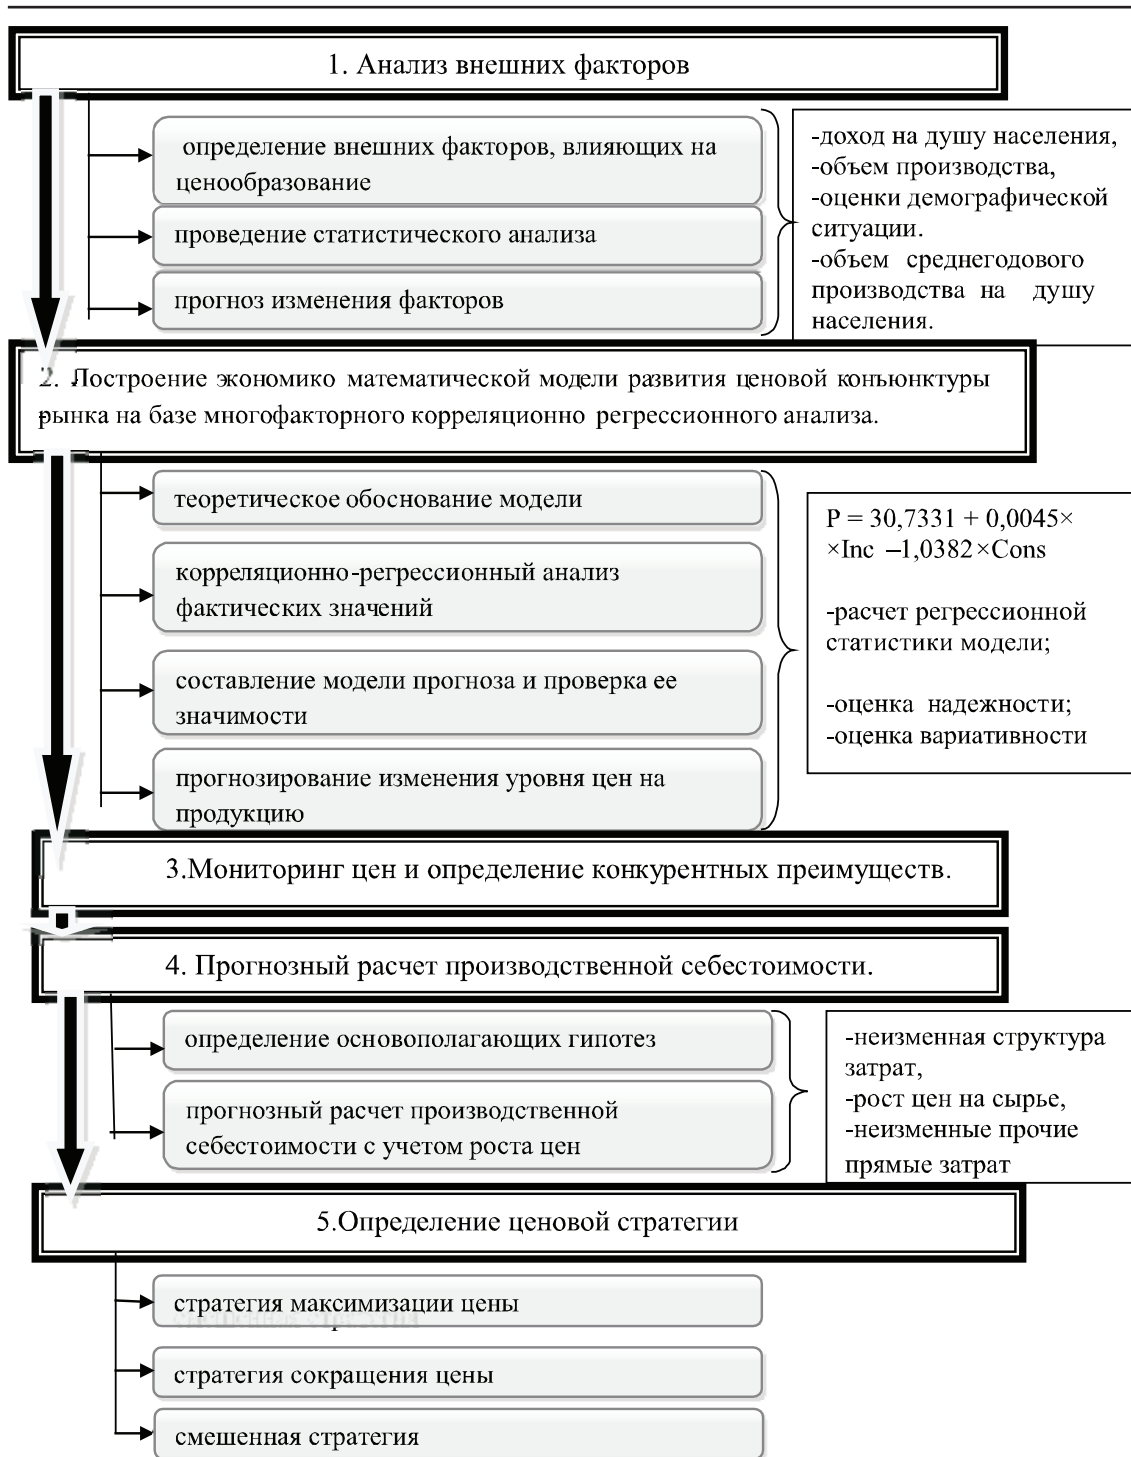 1. Анализ внешних факторов
определение внешних факторов, влияющих на
ценообразование
проведение статистического анализа
прогноз изменения факторов
-доход на душу населения,
-объем производства,
-оценки демографической
ситуации.
-объем среднегодового
производства на душу
населения.
2. Построение экономико математической модели развития ценовой конъюнктуры
рынка на базе многофакторного корреляционно регрессионного анализа.
теоретическое обоснование модели
корреляционно-регрессионный анализ
фактических значений
составление модели прогноза и проверка ее
значимости
прогнозирование изменения уровня цен на
продукцию
P = 30,7331 + 0,0045×
×Inc –1,0382×Cons
-расчет регрессионной
статистики модели;
-оценка надежности;
-оценка вариативности
3.Мониторинг цен и определение конкурентных преимуществ.
4. Прогнозный расчет производственной себестоимости.
определение основополагающих гипотез
прогнозный расчет производственной
себестоимости с учетом роста цен
-неизменная структура
затрат,
-рост цен на сырье,
-неизменные прочие
прямые затрат
5.Определение ценовой стратегии
стратегия максимизации цены
стратегия сокращения цены
смешенная стратегия